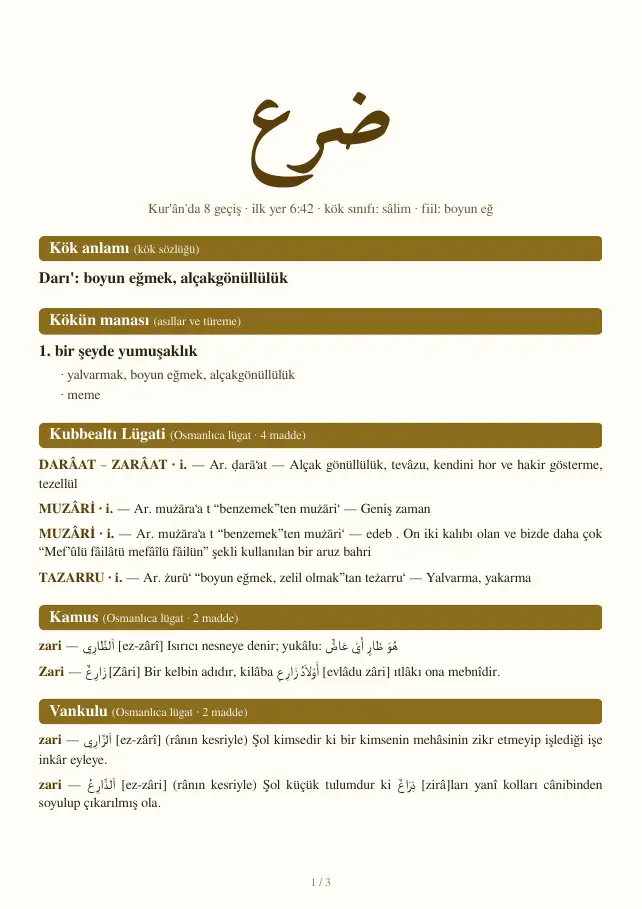 ضرع
Kur'ân'da 8 geçiş · ilk yer 6:42 · kök sınıfı: sâlim · fiil: boyun eğ
Kök anlamı (kök sözlüğü)
Darı': boyun eğmek, alçakgönüllülük
Kökün manası (asıllar ve türeme)
1. bir şeyde yumuşaklık
· yalvarmak, boyun eğmek, alçakgönüllülük
· meme
Kubbealtı Lügati (Osmanlıca lügat · 4 madde)
DARÂAT – ZARÂAT · i. — Ar. ḍarā‘at — Alçak gönüllülük, tevâzu, kendini hor ve hakir gösterme,
tezellül
MUZÂRİ · i. — Ar. mużāra‘a t “benzemek”ten mużāri‘ — Geniş zaman
MUZÂRİ · i. — Ar. mużāra‘a t “benzemek”ten mużāri‘ — edeb . On iki kalıbı olan ve bizde daha çok
“Mef’ûlü fâilâtü mefâîlü fâilün” şekli kullanılan bir aruz bahri
TAZARRU · i. — Ar. żurū‘ “boyun eğmek, zelil olmak”tan teżarru‘ — Yalvarma, yakarma
Kamus (Osmanlıca lügat · 2 madde)
zari — اَلظَّارِي [ez-zârî] Isırıcı nesneye denir; yukâlu: هُوَ ظَارٍ أَيْ عَاضٌّ
Zari — زَارِعٌ [Zâri] Bir kelbin adıdır, kilâba أَوْلاَدُ زَارِعٍ [evlâdu zâri] ıtlâkı ona mebnîdir.
Vankulu (Osmanlıca lügat · 2 madde)
zari — اَلزَّارِي [ez-zârî] (rânın kesriyle) Şol kimsedir ki bir kimsenin mehâsinin zikr etmeyip işlediği işe
inkâr eyleye.
zari — اَلذَّارِعُ [ez-zâri] (rânın kesriyle) Şol küçük tulumdur ki ذِرَاعٌ [zirâ]ları yanî kolları cânibinden
soyulup çıkarılmış ola.
1 / 3